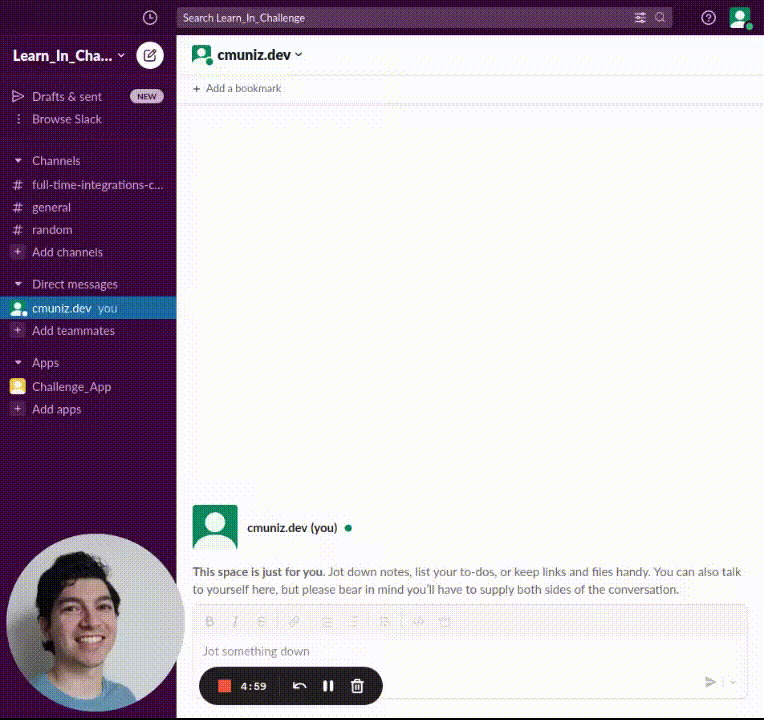 Search Learn_In_Challenge
Learn_In_Cha...
cmuniz.dev
Drafts & sent NEW
+ Add a bookmark
Browse Slack
Channels
# full-time-integrations-c...
# general
# random
+ Add channels
Direct messages
cmuniz.dev you
+ Add teammates
Apps
Challenge_App
+ Add apps
cmuniz.dev (you)
This space is just for you. Jot down notes, list your to-dos, or keep links and files handy. You can also talk
to yourself here, but please bear in mind you'll have to supply both sides of the conversation.
B I S
Jot something down
4:59